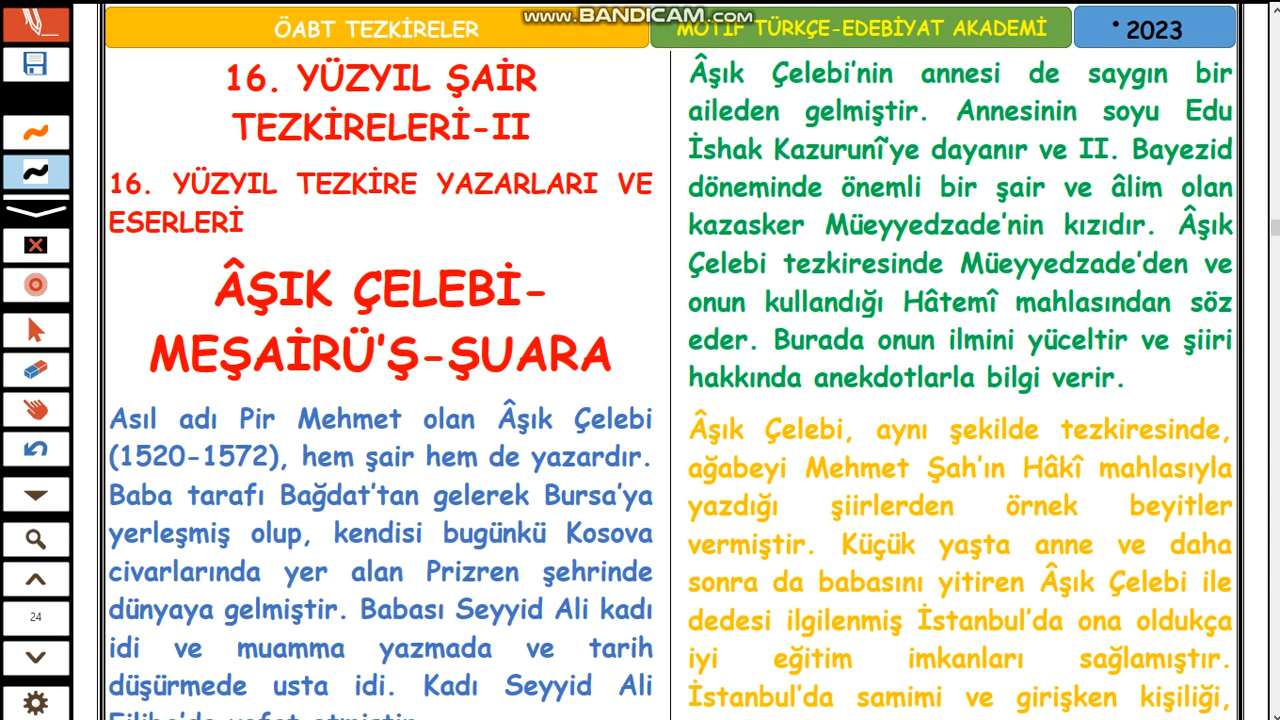 www.BANDICAM.com
ÖABT TEZKİRELER
MOTİF TÜRKÇE-EDEBİYAT AKADEMİ
• 2023
16. YÜZYIL ŞAİR
TEZKİRELERİ-II
16. YÜZYIL TEZKİRE YAZARLARI VE
ESERLERİ
ÂŞIK ÇELEBİ-
MEŞAİRÜ'Ş-ŞUARA
Asıl adı Pir Mehmet olan Âşık Çelebi
(1520-1572), hem şair hem de yazardır.
Baba tarafı Bağdat'tan gelerek Bursa'ya
yerleşmiş olup, kendisi bugünkü Kosova
civarlarında yer alan Prizren şehrinde
dünyaya gelmiştir. Babası Seyyid Ali kadı
idi ve muamma yazmada ve tarih
düşürmede usta idi. Kadı Seyyid Ali
Âşık Çelebi'nin annesi de saygın bir
aileden gelmiştir. Annesinin soyu Edu
İshak Kazurunî'ye dayanır ve II. Bayezid
döneminde önemli bir şair ve âlim olan
kazasker Müeyyedzade'nin kızıdır. Âşık
Çelebi tezkiresinde Müeyyedzade'den ve
onun kullandığı Hâtemî mahlasından söz
eder. Burada onun ilmini yüceltir ve şiiri
hakkında anekdotlarla bilgi verir.
Âşık Çelebi, aynı şekilde tezkiresinde,
ağabeyi Mehmet Şah'ın Hâkî mahlasıyla
yazdığı şiirlerden örnek beyitler
vermiştir. Küçük yaşta anne ve daha
sonra da babasını yitiren Âşık Çelebi ile
dedesi ilgilenmiş İstanbul'da ona oldukça
iyi eğitim imkanları sağlamıştır.
İstanbul'da samimi ve girişken kişiliği,
24